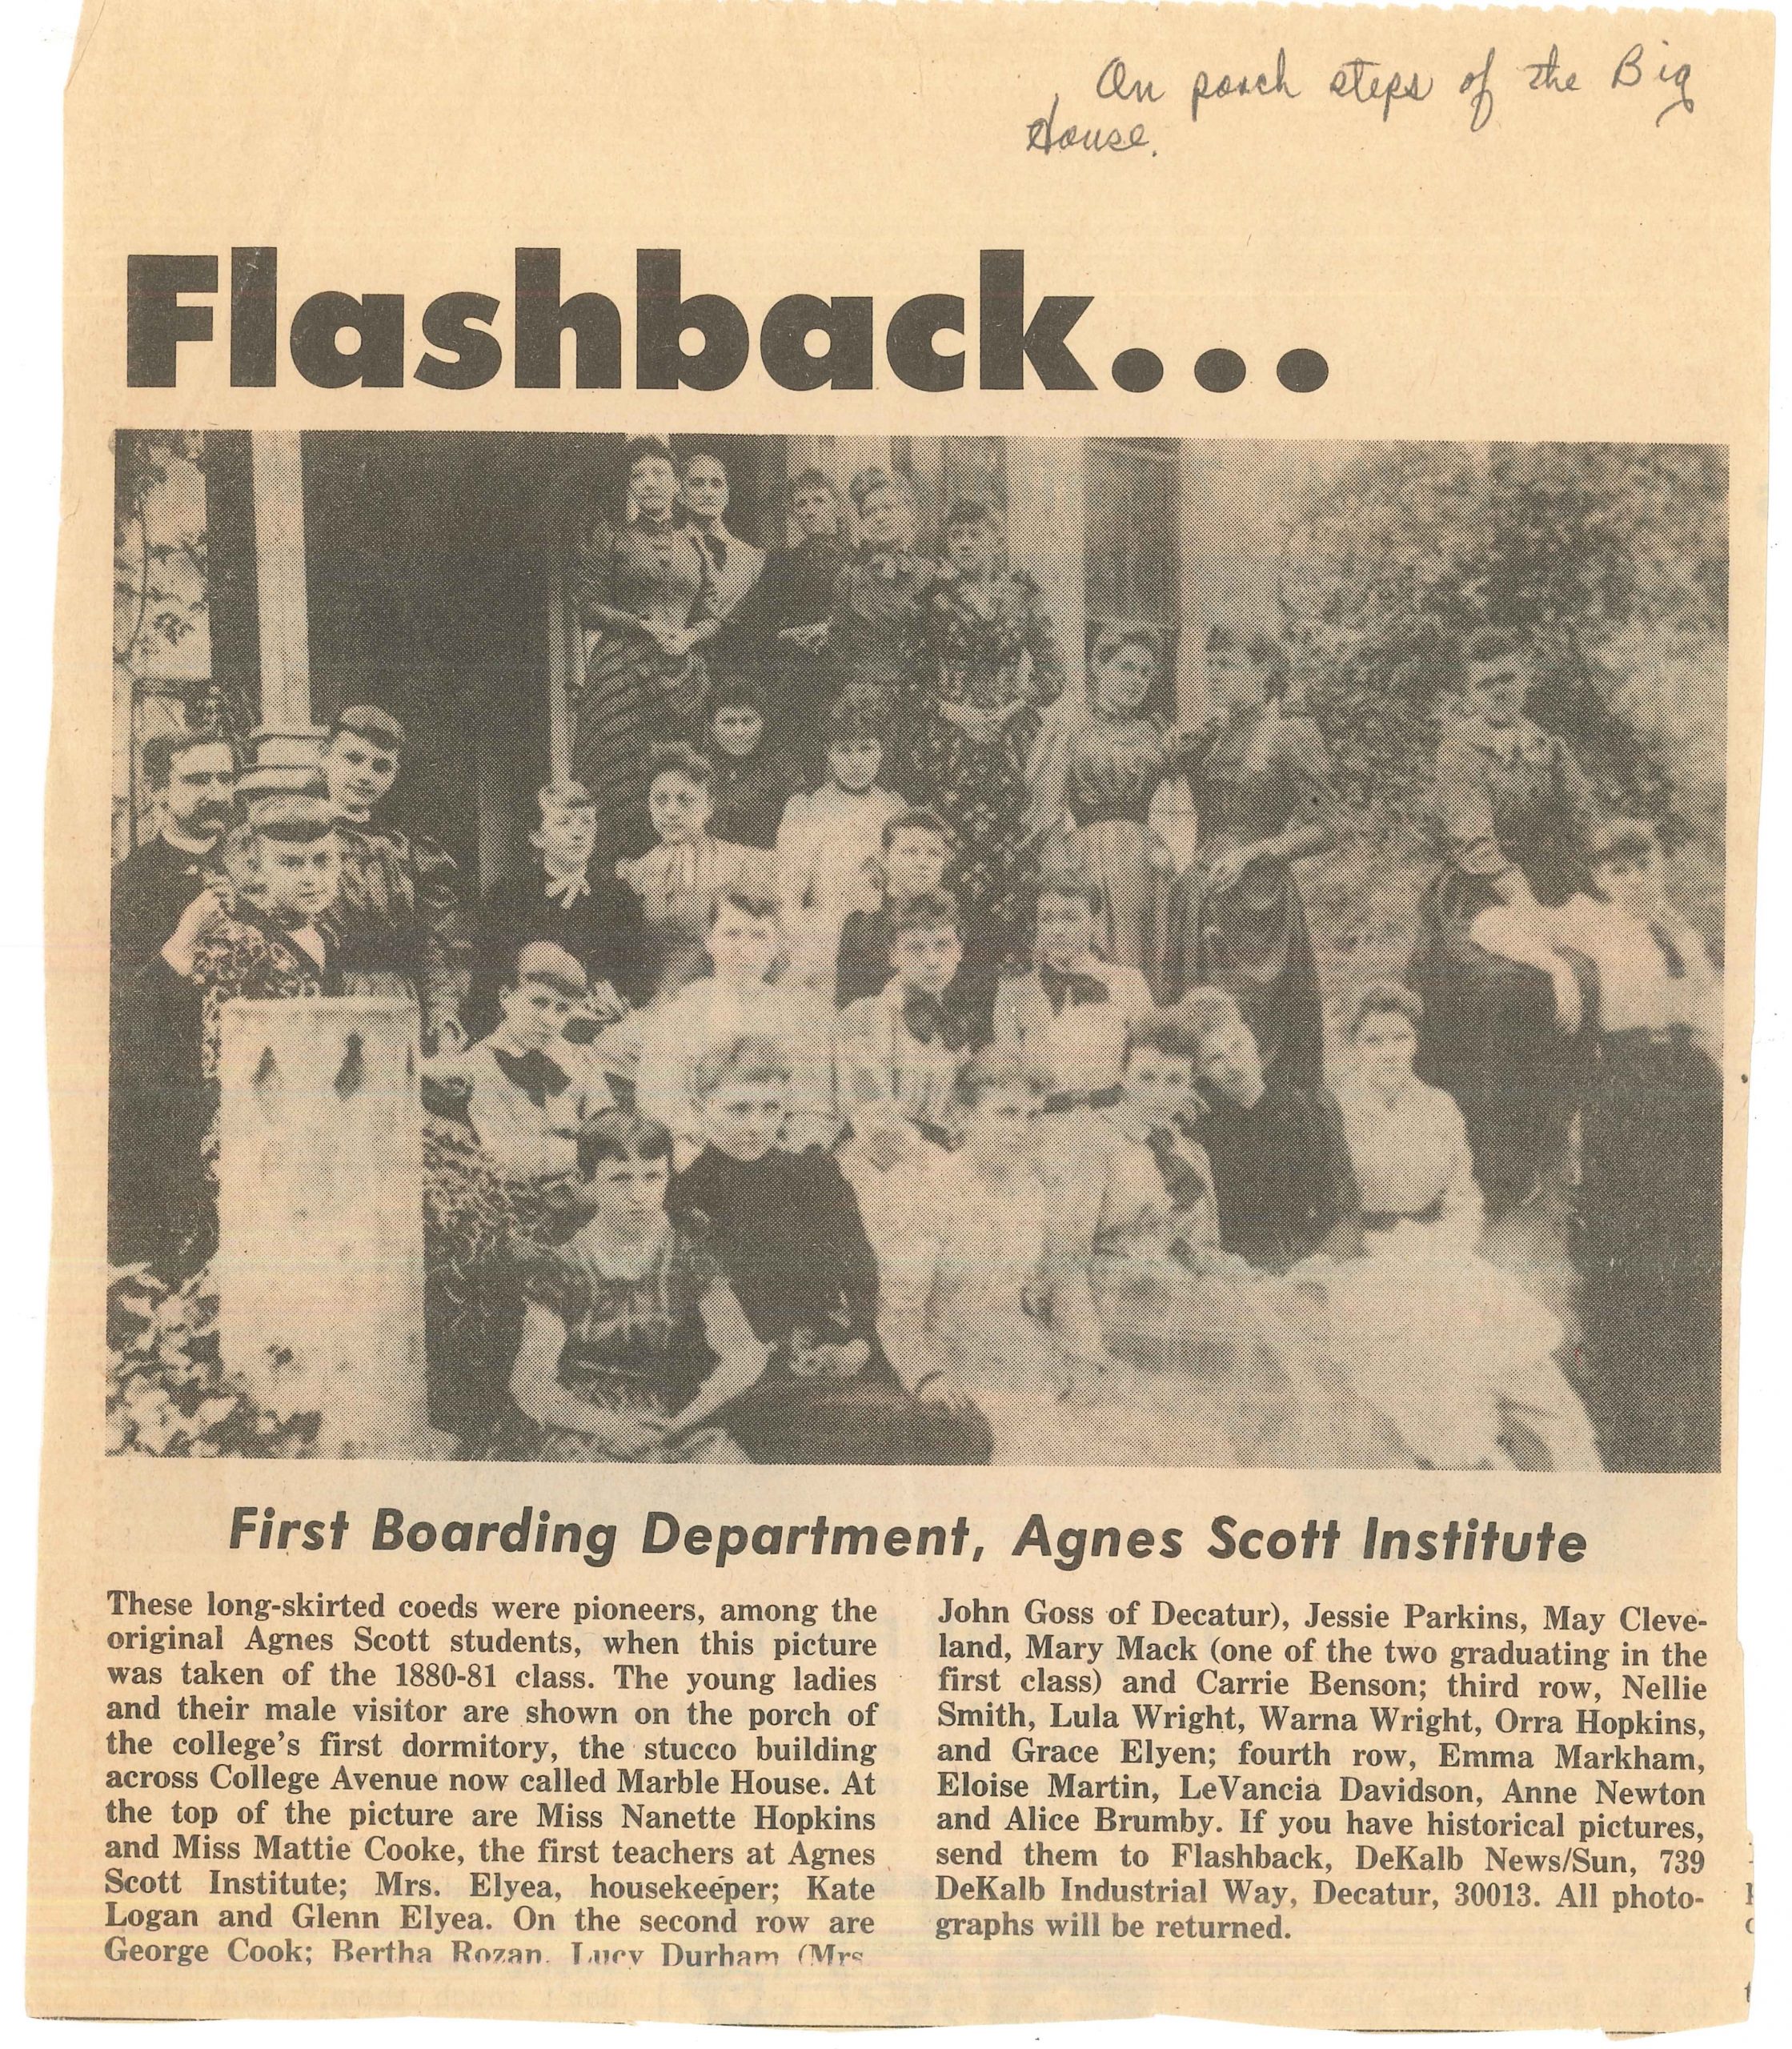 On porch steps of the Big
House.
Flashback...
First Boarding Department, Agnes Scott Institute
These long-skirted coeds were pioneers, among the
original Agnes Scott students, when this picture
was taken of the 1880-81 class. The young ladies
and their male visitor are shown on the porch of
the college's first dormitory, the stucco building
across College Avenue now called Marble House. At
the top of the picture are Miss Nanette Hopkins
and Miss Mattie Cooke, the first teachers at Agnes
Scott Institute; Mrs. Elyea, housekeeper; Kate
Logan and Glenn Elyea. On the second row are
George Cook; Bertha Rozan, Lucy Durham (Mrs
John Goss of Decatur), Jessie Parkins, May Cleve-
land, Mary Mack (one of the two graduating in the
first class) and Carrie Benson; third row, Nellie
Smith, Lula Wright, Warna Wright, Orra Hopkins,
and Grace Elyen; fourth row, Emma Markham,
Eloise Martin, LeVancia Davidson, Anne Newton
and Alice Brumby. If you have historical pictures,
send them to Flashback, DeKalb News/Sun, 739
DeKalb Industrial Way, Decatur, 30013. All photo-
graphs will be returned.